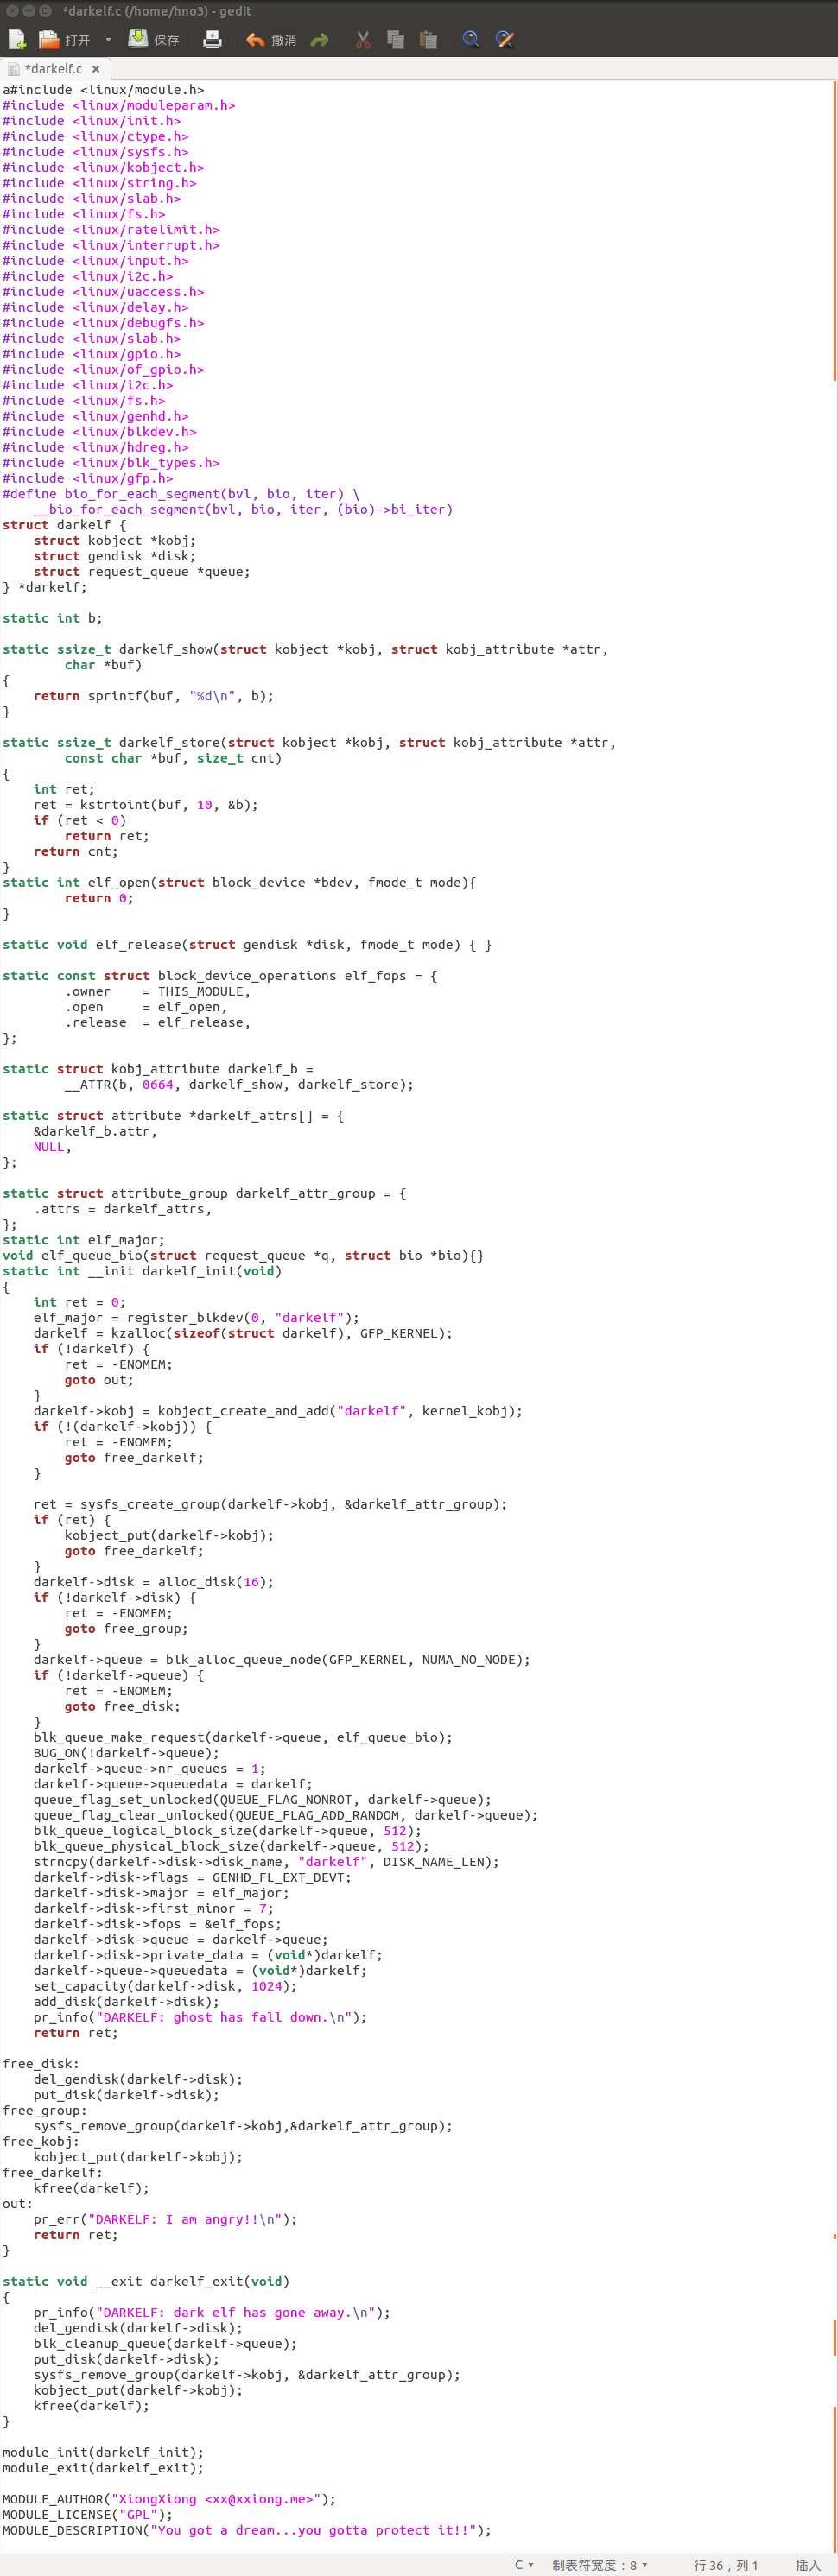 *darkelf.c (/home/hno3) - gedit
打开 保存 撤消
*darkelf.c
a#include <linux/module.h>
#include <linux/moduleparam.h>
#include <linux/init.h>
#include <linux/ctype.h>
#include <linux/sysfs.h>
#include <linux/kobject.h>
#include <linux/string.h>
#include <linux/slab.h>
#include <linux/fs.h>
#include <linux/ratelimit.h>
#include <linux/interrupt.h>
#include <linux/input.h>
#include <linux/i2c.h>
#include <linux/uaccess.h>
#include <linux/delay.h>
#include <linux/debugfs.h>
#include <linux/slab.h>
#include <linux/gpio.h>
#include <linux/of_gpio.h>
#include <linux/i2c.h>
#include <linux/fs.h>
#include <linux/genhd.h>
#include <linux/blkdev.h>
#include <linux/hdreg.h>
#include <linux/blk_types.h>
#include <linux/gfp.h>
#define bio_for_each_segment(bvl, bio, iter) \
    __bio_for_each_segment(bvl, bio, iter, (bio)->bi_iter)
struct darkelf {
    struct kobject *kobj;
    struct gendisk *disk;
    struct request_queue *queue;
} *darkelf;

static int b;

static ssize_t darkelf_show(struct kobject *kobj, struct kobj_attribute *attr,
        char *buf)
{
    return sprintf(buf, "%d\n", b);
}

static ssize_t darkelf_store(struct kobject *kobj, struct kobj_attribute *attr,
        const char *buf, size_t cnt)
{
    int ret;
    ret = kstrtoint(buf, 10, &b);
    if (ret < 0)
        return ret;
    return cnt;
}
static int elf_open(struct block_device *bdev, fmode_t mode){
        return 0;
}

static void elf_release(struct gendisk *disk, fmode_t mode) { }

static const struct block_device_operations elf_fops = {
        .owner    = THIS_MODULE,
        .open     = elf_open,
        .release  = elf_release,
};

static struct kobj_attribute darkelf_b =
        __ATTR(b, 0664, darkelf_show, darkelf_store);

static struct attribute *darkelf_attrs[] = {
    &darkelf_b.attr,
    NULL,
};

static struct attribute_group darkelf_attr_group = {
    .attrs = darkelf_attrs,
};
static int elf_major;
void elf_queue_bio(struct request_queue *q, struct bio *bio){}
static int __init darkelf_init(void)
{
    int ret = 0;
    elf_major = register_blkdev(0, "darkelf");
    darkelf = kzalloc(sizeof(struct darkelf), GFP_KERNEL);
    if (!darkelf) {
        ret = -ENOMEM;
        goto out;
    }
    darkelf->kobj = kobject_create_and_add("darkelf", kernel_kobj);
    if (!(darkelf->kobj)) {
        ret = -ENOMEM;
        goto free_darkelf;
    }

    ret = sysfs_create_group(darkelf->kobj, &darkelf_attr_group);
    if (ret) {
        kobject_put(darkelf->kobj);
        goto free_darkelf;
    }
    darkelf->disk = alloc_disk(16);
    if (!darkelf->disk) {
        ret = -ENOMEM;
        goto free_group;
    }
    darkelf->queue = blk_alloc_queue_node(GFP_KERNEL, NUMA_NO_NODE);
    if (!darkelf->queue) {
        ret = -ENOMEM;
        goto free_disk;
    }
    blk_queue_make_request(darkelf->queue, elf_queue_bio);
    BUG_ON(!darkelf->queue);
    darkelf->queue->nr_queues = 1;
    darkelf->queue->queuedata = darkelf;
    queue_flag_set_unlocked(QUEUE_FLAG_NONROT, darkelf->queue);
    queue_flag_clear_unlocked(QUEUE_FLAG_ADD_RANDOM, darkelf->queue);
    blk_queue_logical_block_size(darkelf->queue, 512);
    blk_queue_physical_block_size(darkelf->queue, 512);
    strncpy(darkelf->disk->disk_name, "darkelf", DISK_NAME_LEN);
    darkelf->disk->flags = GENHD_FL_EXT_DEVT;
    darkelf->disk->major = elf_major;
    darkelf->disk->first_minor = 7;
    darkelf->disk->fops = &elf_fops;
    darkelf->disk->queue = darkelf->queue;
    darkelf->disk->private_data = (void*)darkelf;
    darkelf->queue->queuedata = (void*)darkelf;
    set_capacity(darkelf->disk, 1024);
    add_disk(darkelf->disk);
    pr_info("DARKELF: ghost has fall down.\n");
    return ret;

free_disk:
    del_gendisk(darkelf->disk);
    put_disk(darkelf->disk);
free_group:
    sysfs_remove_group(darkelf->kobj,&darkelf_attr_group);
free_kobj:
    kobject_put(darkelf->kobj);
free_darkelf:
    kfree(darkelf);
out:
    pr_err("DARKELF: I am angry!!\n");
    return ret;
}

static void __exit darkelf_exit(void)
{
    pr_info("DARKELF: dark elf has gone away.\n");
    del_gendisk(darkelf->disk);
    blk_cleanup_queue(darkelf->queue);
    put_disk(darkelf->disk);
    sysfs_remove_group(darkelf->kobj, &darkelf_attr_group);
    kobject_put(darkelf->kobj);
    kfree(darkelf);
}

module_init(darkelf_init);
module_exit(darkelf_exit);

MODULE_AUTHOR("XiongXiong <xx@xxiong.me>");
MODULE_LICENSE("GPL");
MODULE_DESCRIPTION("You got a dream...you gotta protect it!!");
C 制表符宽度：8 行 36，列 1 插入